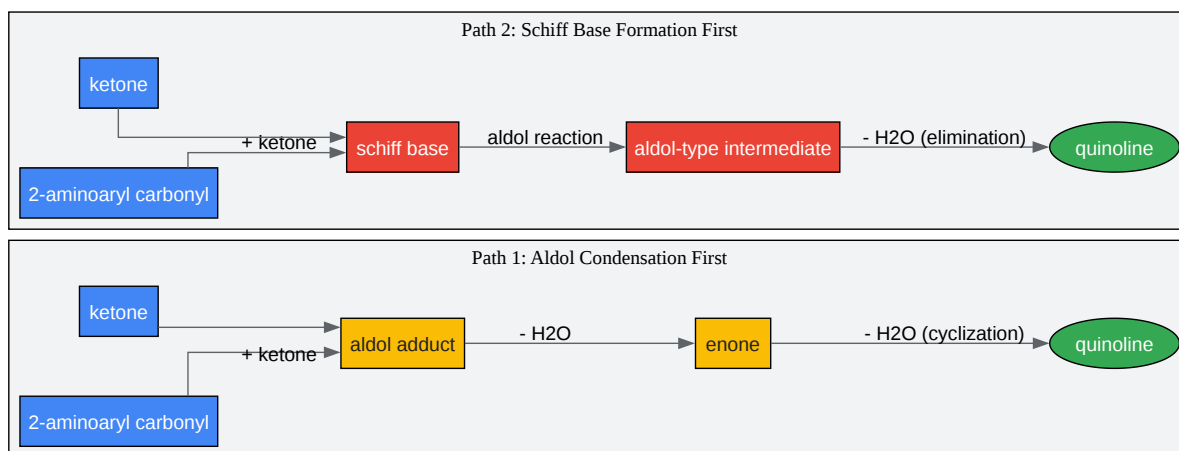 Path 2: Schiff Base Formation First
ketone
+ ketone
schiff base
aldol reaction
aldol-type intermediate
- H2O (elimination)
quinoline
2-aminoaryl carbonyl
Path 1: Aldol Condensation First
ketone
+ ketone
aldol adduct
- H2O
enone
- H2O (cyclization)
quinoline
2-aminoaryl carbonyl